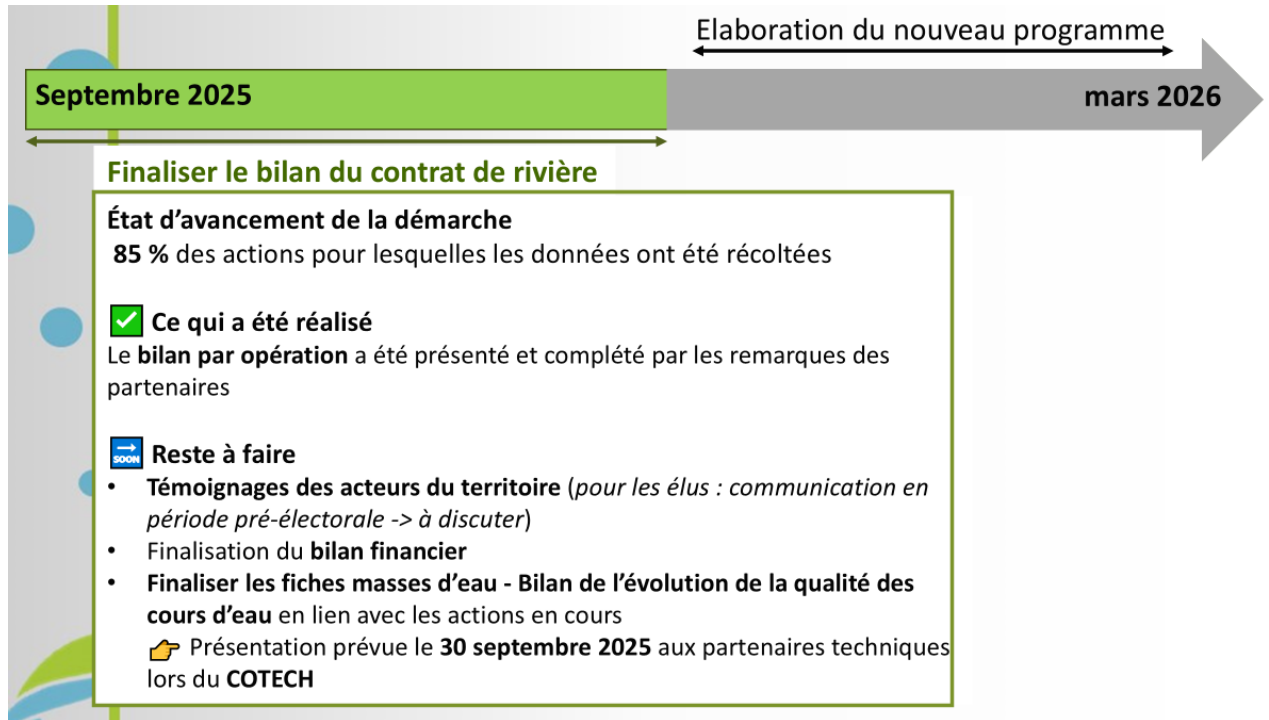 Elaboration du nouveau programme
Septembre 2025
mars 2026
Finaliser le bilan du contrat de rivière
État d’avancement de la démarche
85 % des actions pour lesquelles les données ont été récoltées
✅ Ce qui a été réalisé
Le bilan par opération a été présenté et complété par les remarques des
partenaires
🔜 Reste à faire
• Témoignages des acteurs du territoire (pour les élus : communication en
période pré-électorale -> à discuter)
• Finalisation du bilan financier
• Finaliser les fiches masses d’eau - Bilan de l’évolution de la qualité des
cours d’eau en lien avec les actions en cours
👉 Présentation prévue le 30 septembre 2025 aux partenaires techniques
lors du COTECH